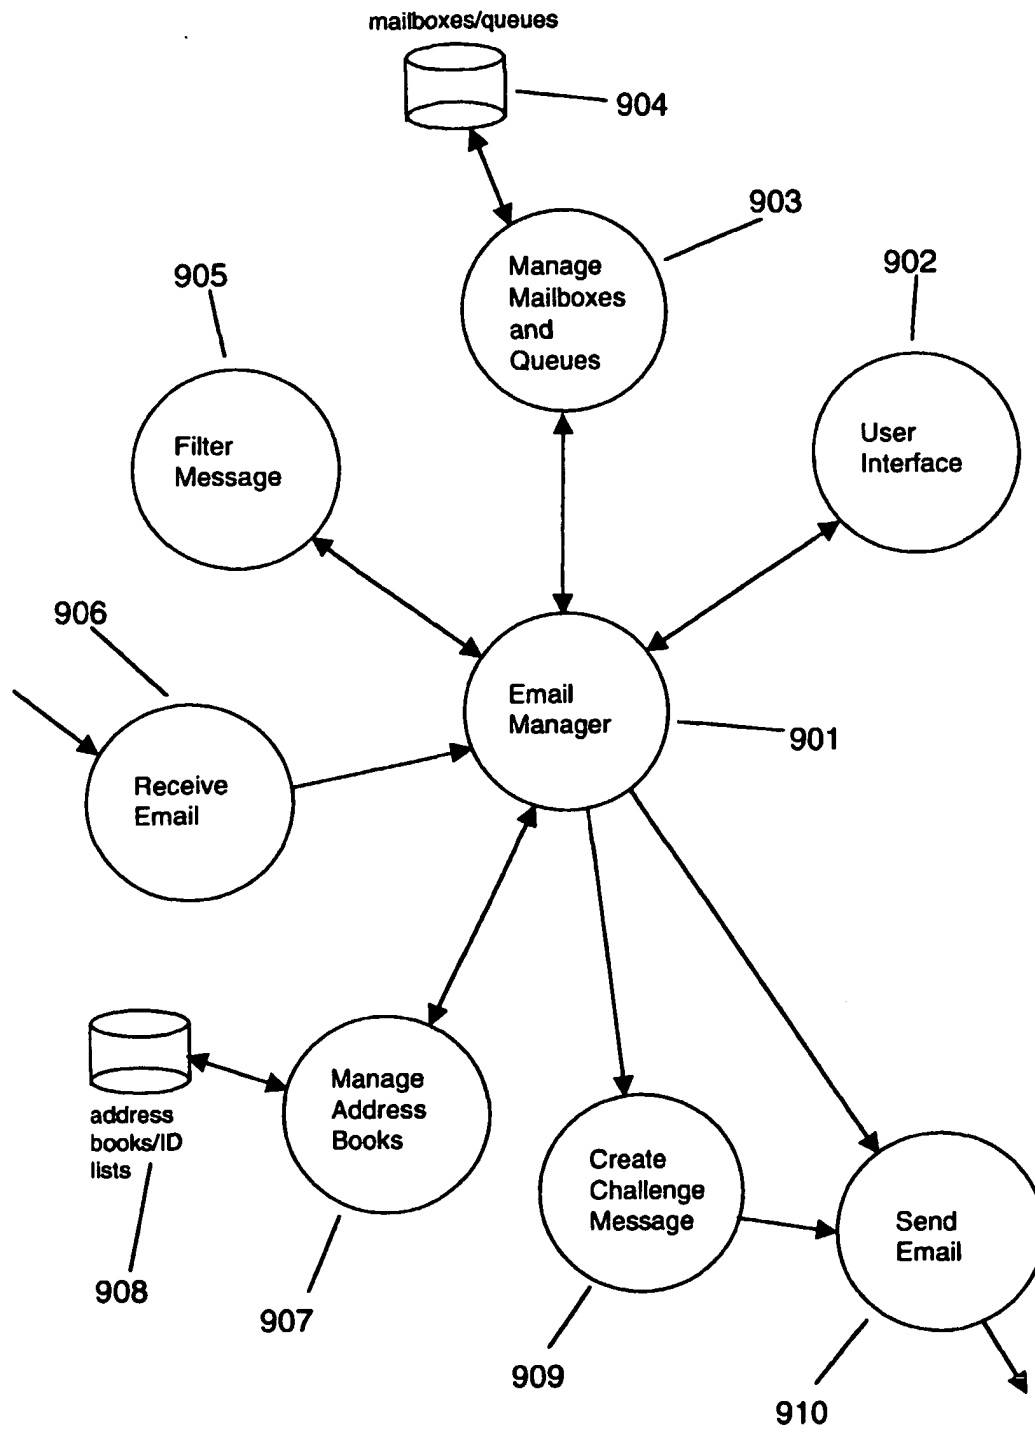 mailboxes/queues
904
903
Manage
Mailboxes
and
Queues
905
902
Filter
Message
User
Interface
906
Email
Manager
901
Receive
Email
Manage
Address
Books
address
books/ID
lists
Create
Challenge
Message
Send
Email
908
907
909
910